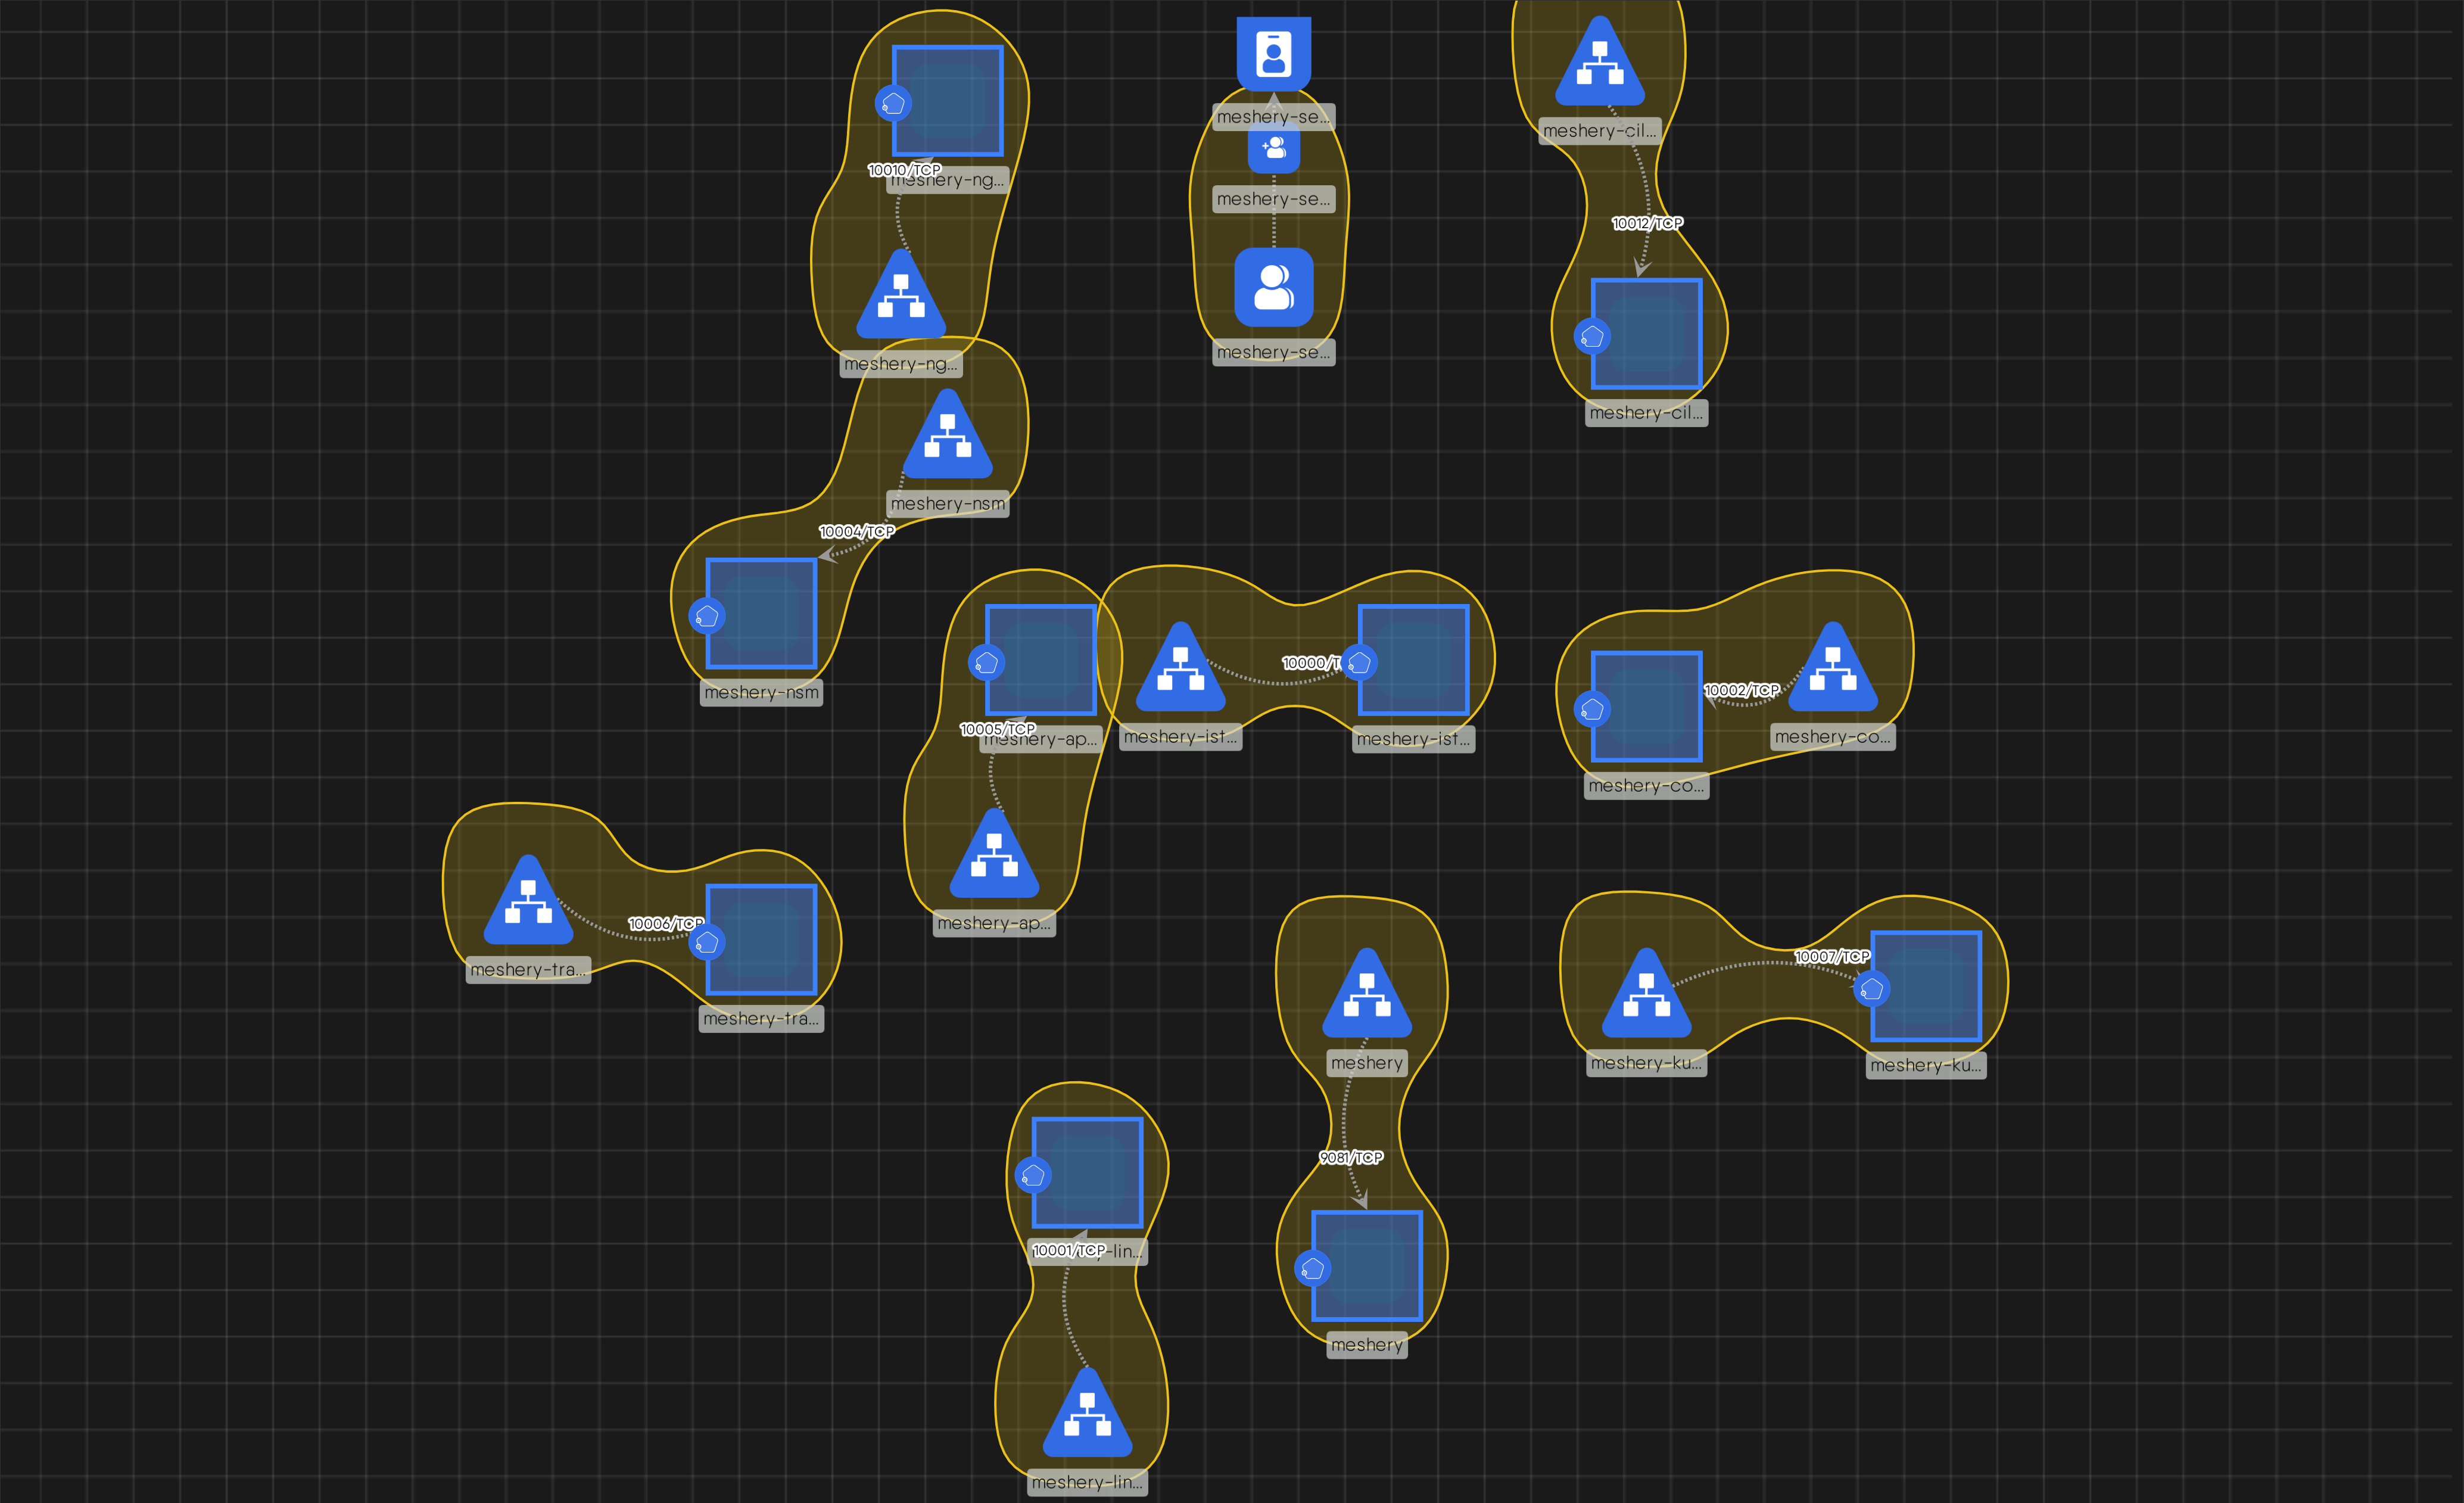 meshery-se...
meshery-cil...
10010/TCP
meshery-ng...
meshery-se...
10012/TCP
meshery-se...
meshery-ng...
meshery-cil...
meshery-nsm
10004/TCP
meshery-nsm
10000/T
10002/TCP
10005/TCP
meshery-ap...
meshery-ist...
meshery-ist...
meshery-co...
meshery-co...
10006/TCP
meshery-ap...
meshery-tra...
10007/TCP
meshery-tra...
meshery
meshery-ku...
meshery-ku...
9081/TCP
10001/TCP
-lin...
meshery
meshery-lin...